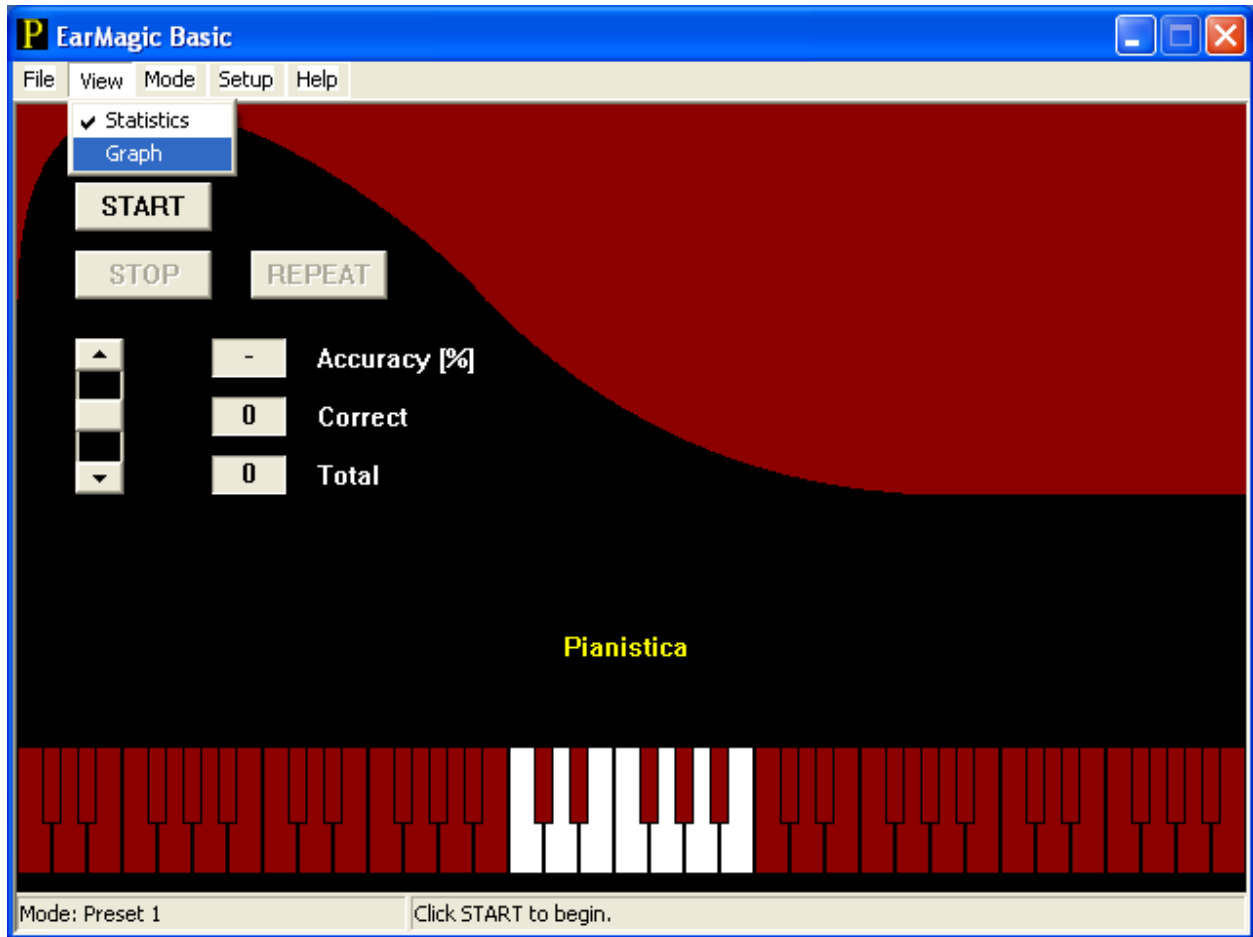 P EarMagic Basic
File View Mode Setup Help
Statistics
Graph
START
STOP REPEAT
- Accuracy [%]
0 Correct
0 Total
Pianistica
Mode: Preset 1 Click START to begin.